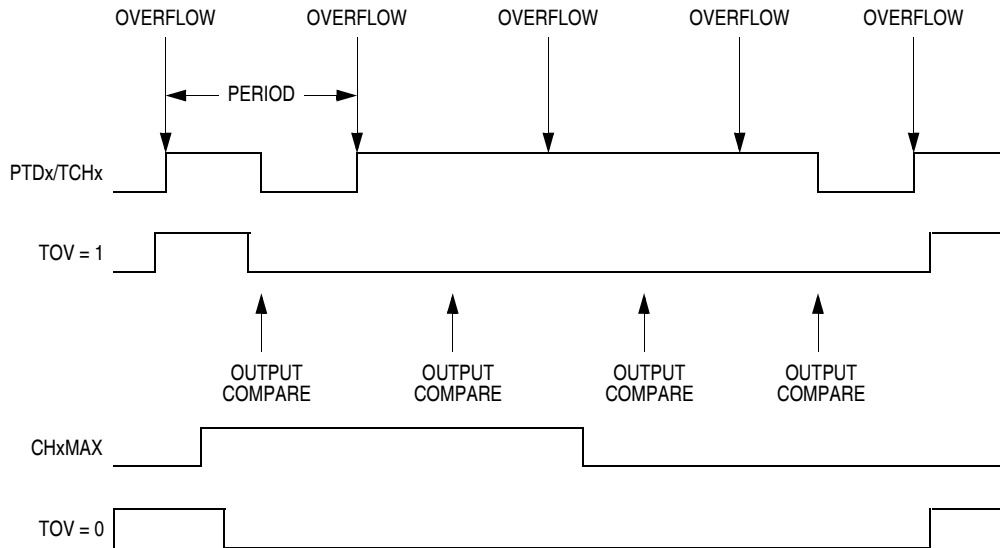 OVERFLOW OVERFLOW OVERFLOW OVERFLOW OVERFLOW
PERIOD
PTDx/TCHx
TOV = 1
OUTPUT COMPARE
OUTPUT COMPARE
OUTPUT COMPARE
OUTPUT COMPARE
CHxMAX
TOV = 0